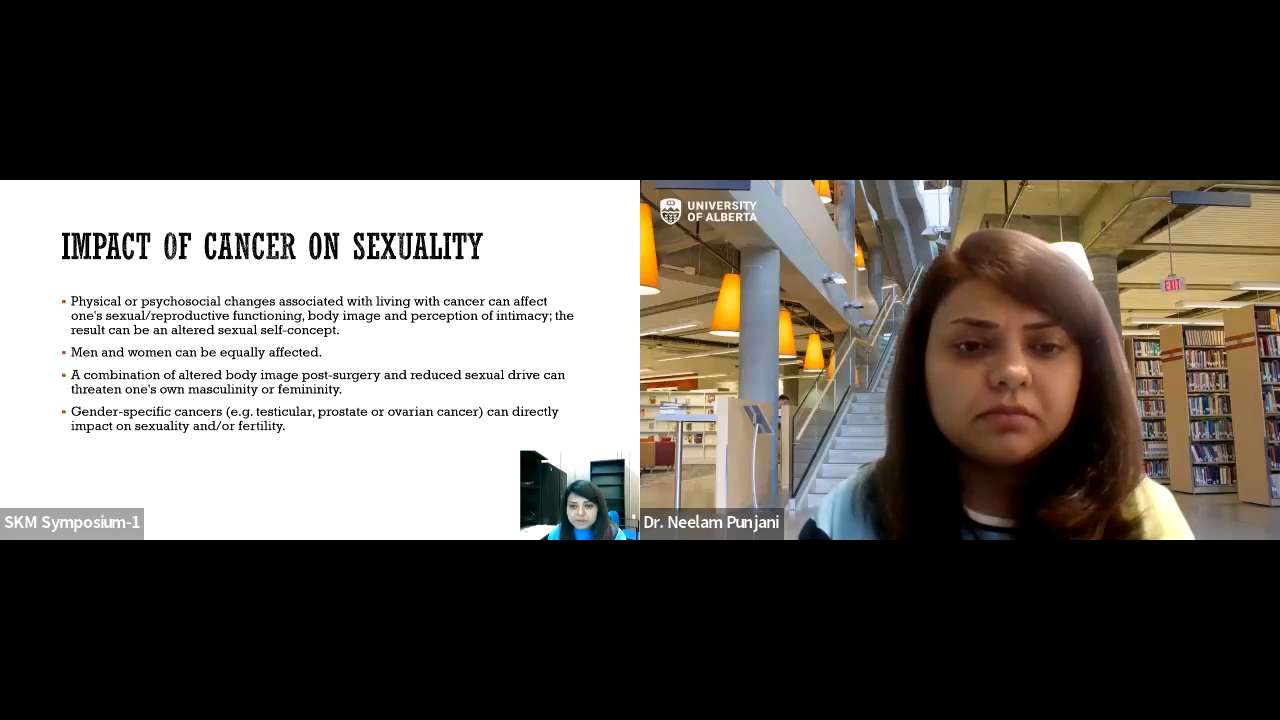 IMPACT OF CANCER ON SEXUALITY
Physical or psychosocial changes associated with living with cancer can affect
one's sexual/reproductive functioning, body image and perception of intimacy; the
result can be an altered sexual self-concept.
Men and women can be equally affected.
A combination of altered body image post-surgery and reduced sexual drive can
threaten one's own masculinity or femininity.
Gender-specific cancers (e.g. testicular, prostate or ovarian cancer) can directly
impact on sexuality and/or fertility.
SKM Symposium-1
UNIVERSITY
OF ALBERTA
EXIT
Dr. Neelam Punjani